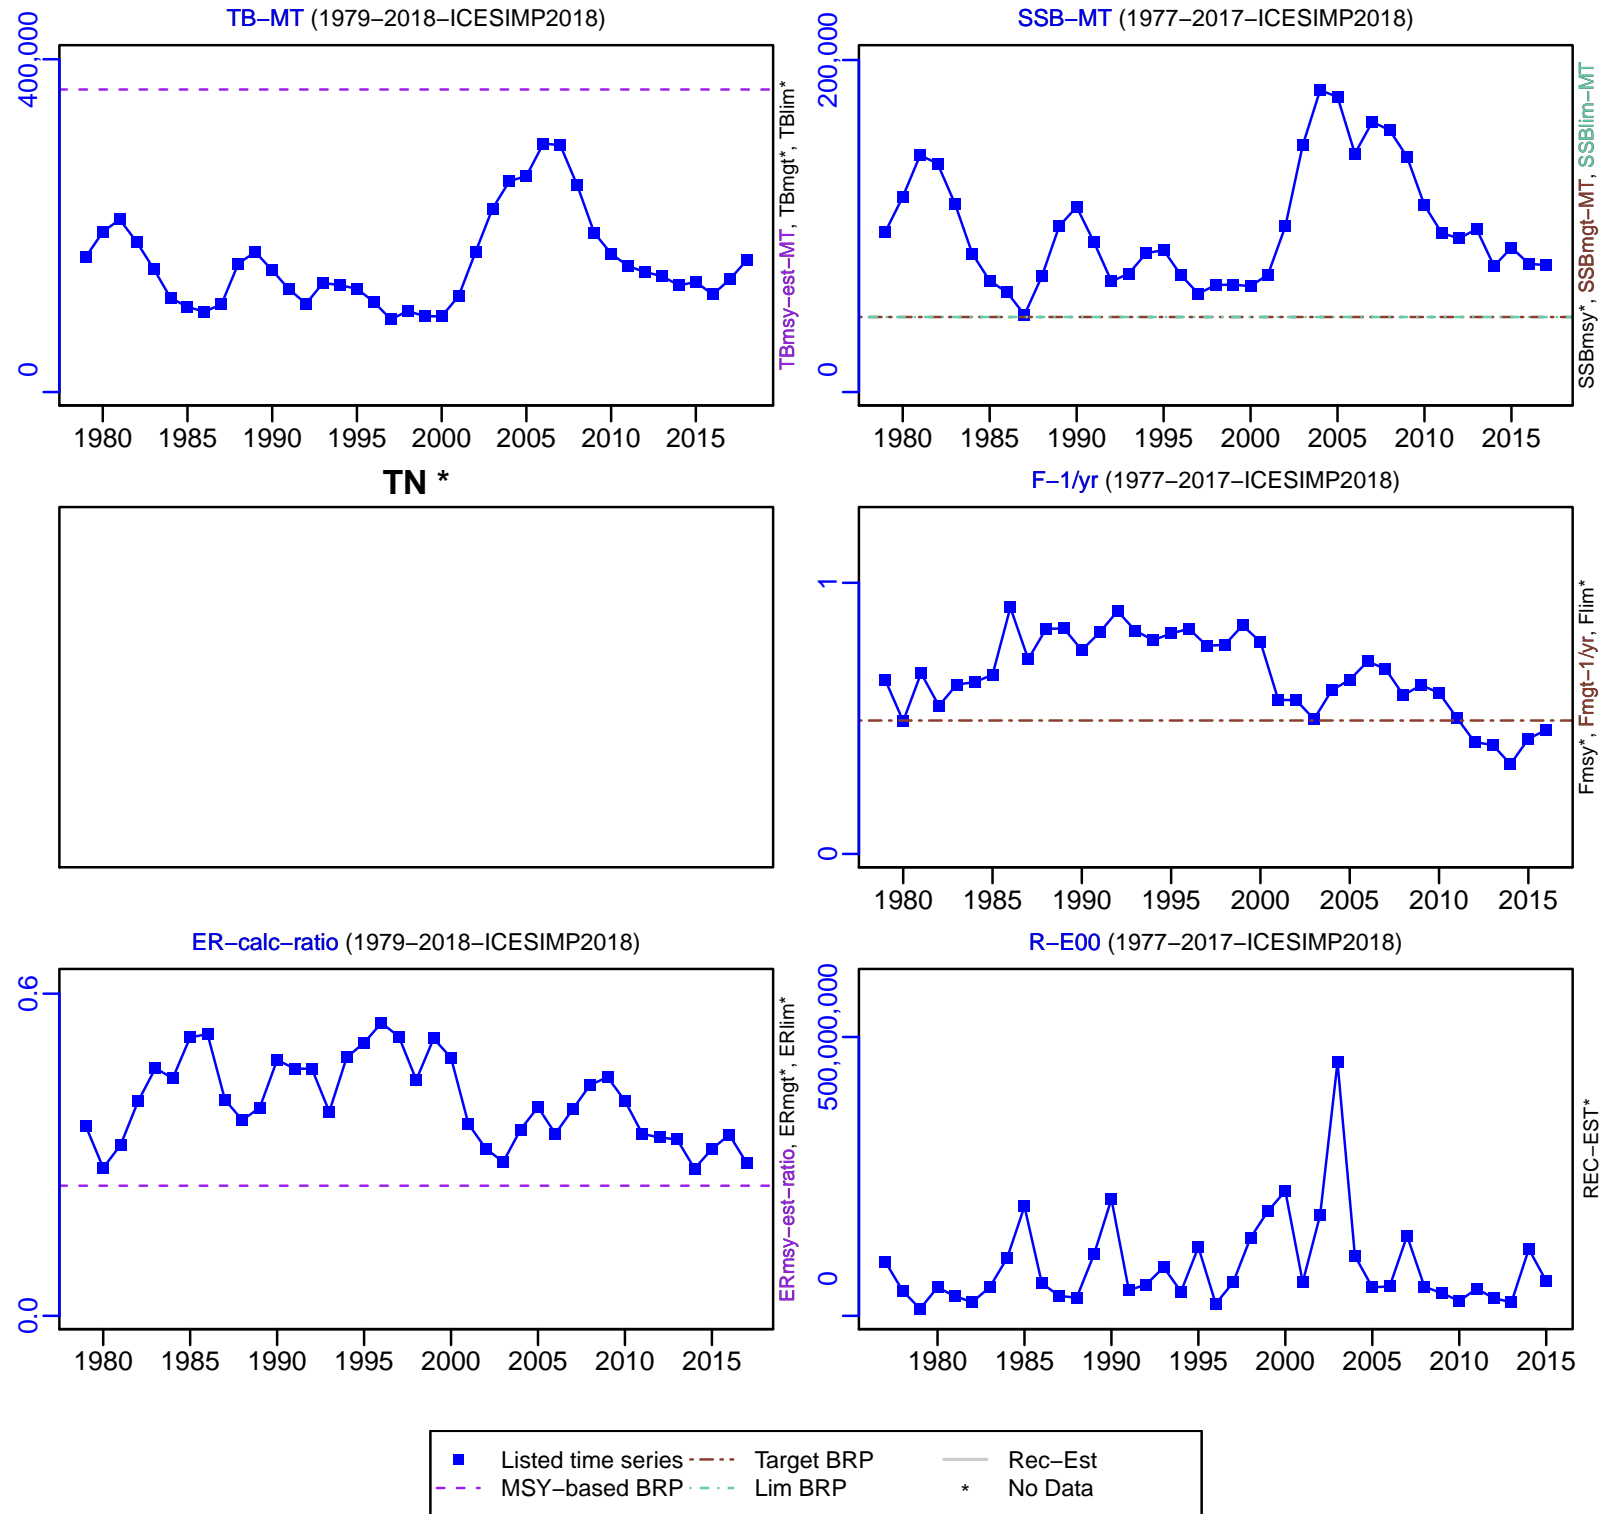 TB−MT (1979−2018−ICESIMP2018)
400,000
0
1980 1985 1990 1995 2000 2005 2010 2015
TBmsy−est−MT, TBmgt*, TBlim*
SSB−MT (1977−2017−ICESIMP2018)
200,000
0
1980 1985 1990 1995 2000 2005 2010 2015
SSBmsy*, SSBmgt−MT, SSBlim−MT
TN *
F−1/yr (1977−2017−ICESIMP2018)
1
0
1980 1985 1990 1995 2000 2005 2010 2015
Fmsy*, Fmgt−1/yr, Flim*
ER−calc−ratio (1979−2018−ICESIMP2018)
0.6
0.0
1980 1985 1990 1995 2000 2005 2010 2015
ERmsy−est−ratio, ERmgt*, ERlim*
R−E00 (1977−2017−ICESIMP2018)
500,000,000
0
1980 1985 1990 1995 2000 2005 2010 2015
REC−EST*
Listed time series Target BRP Rec−Est
MSY−based BRP Lim BRP * No Data